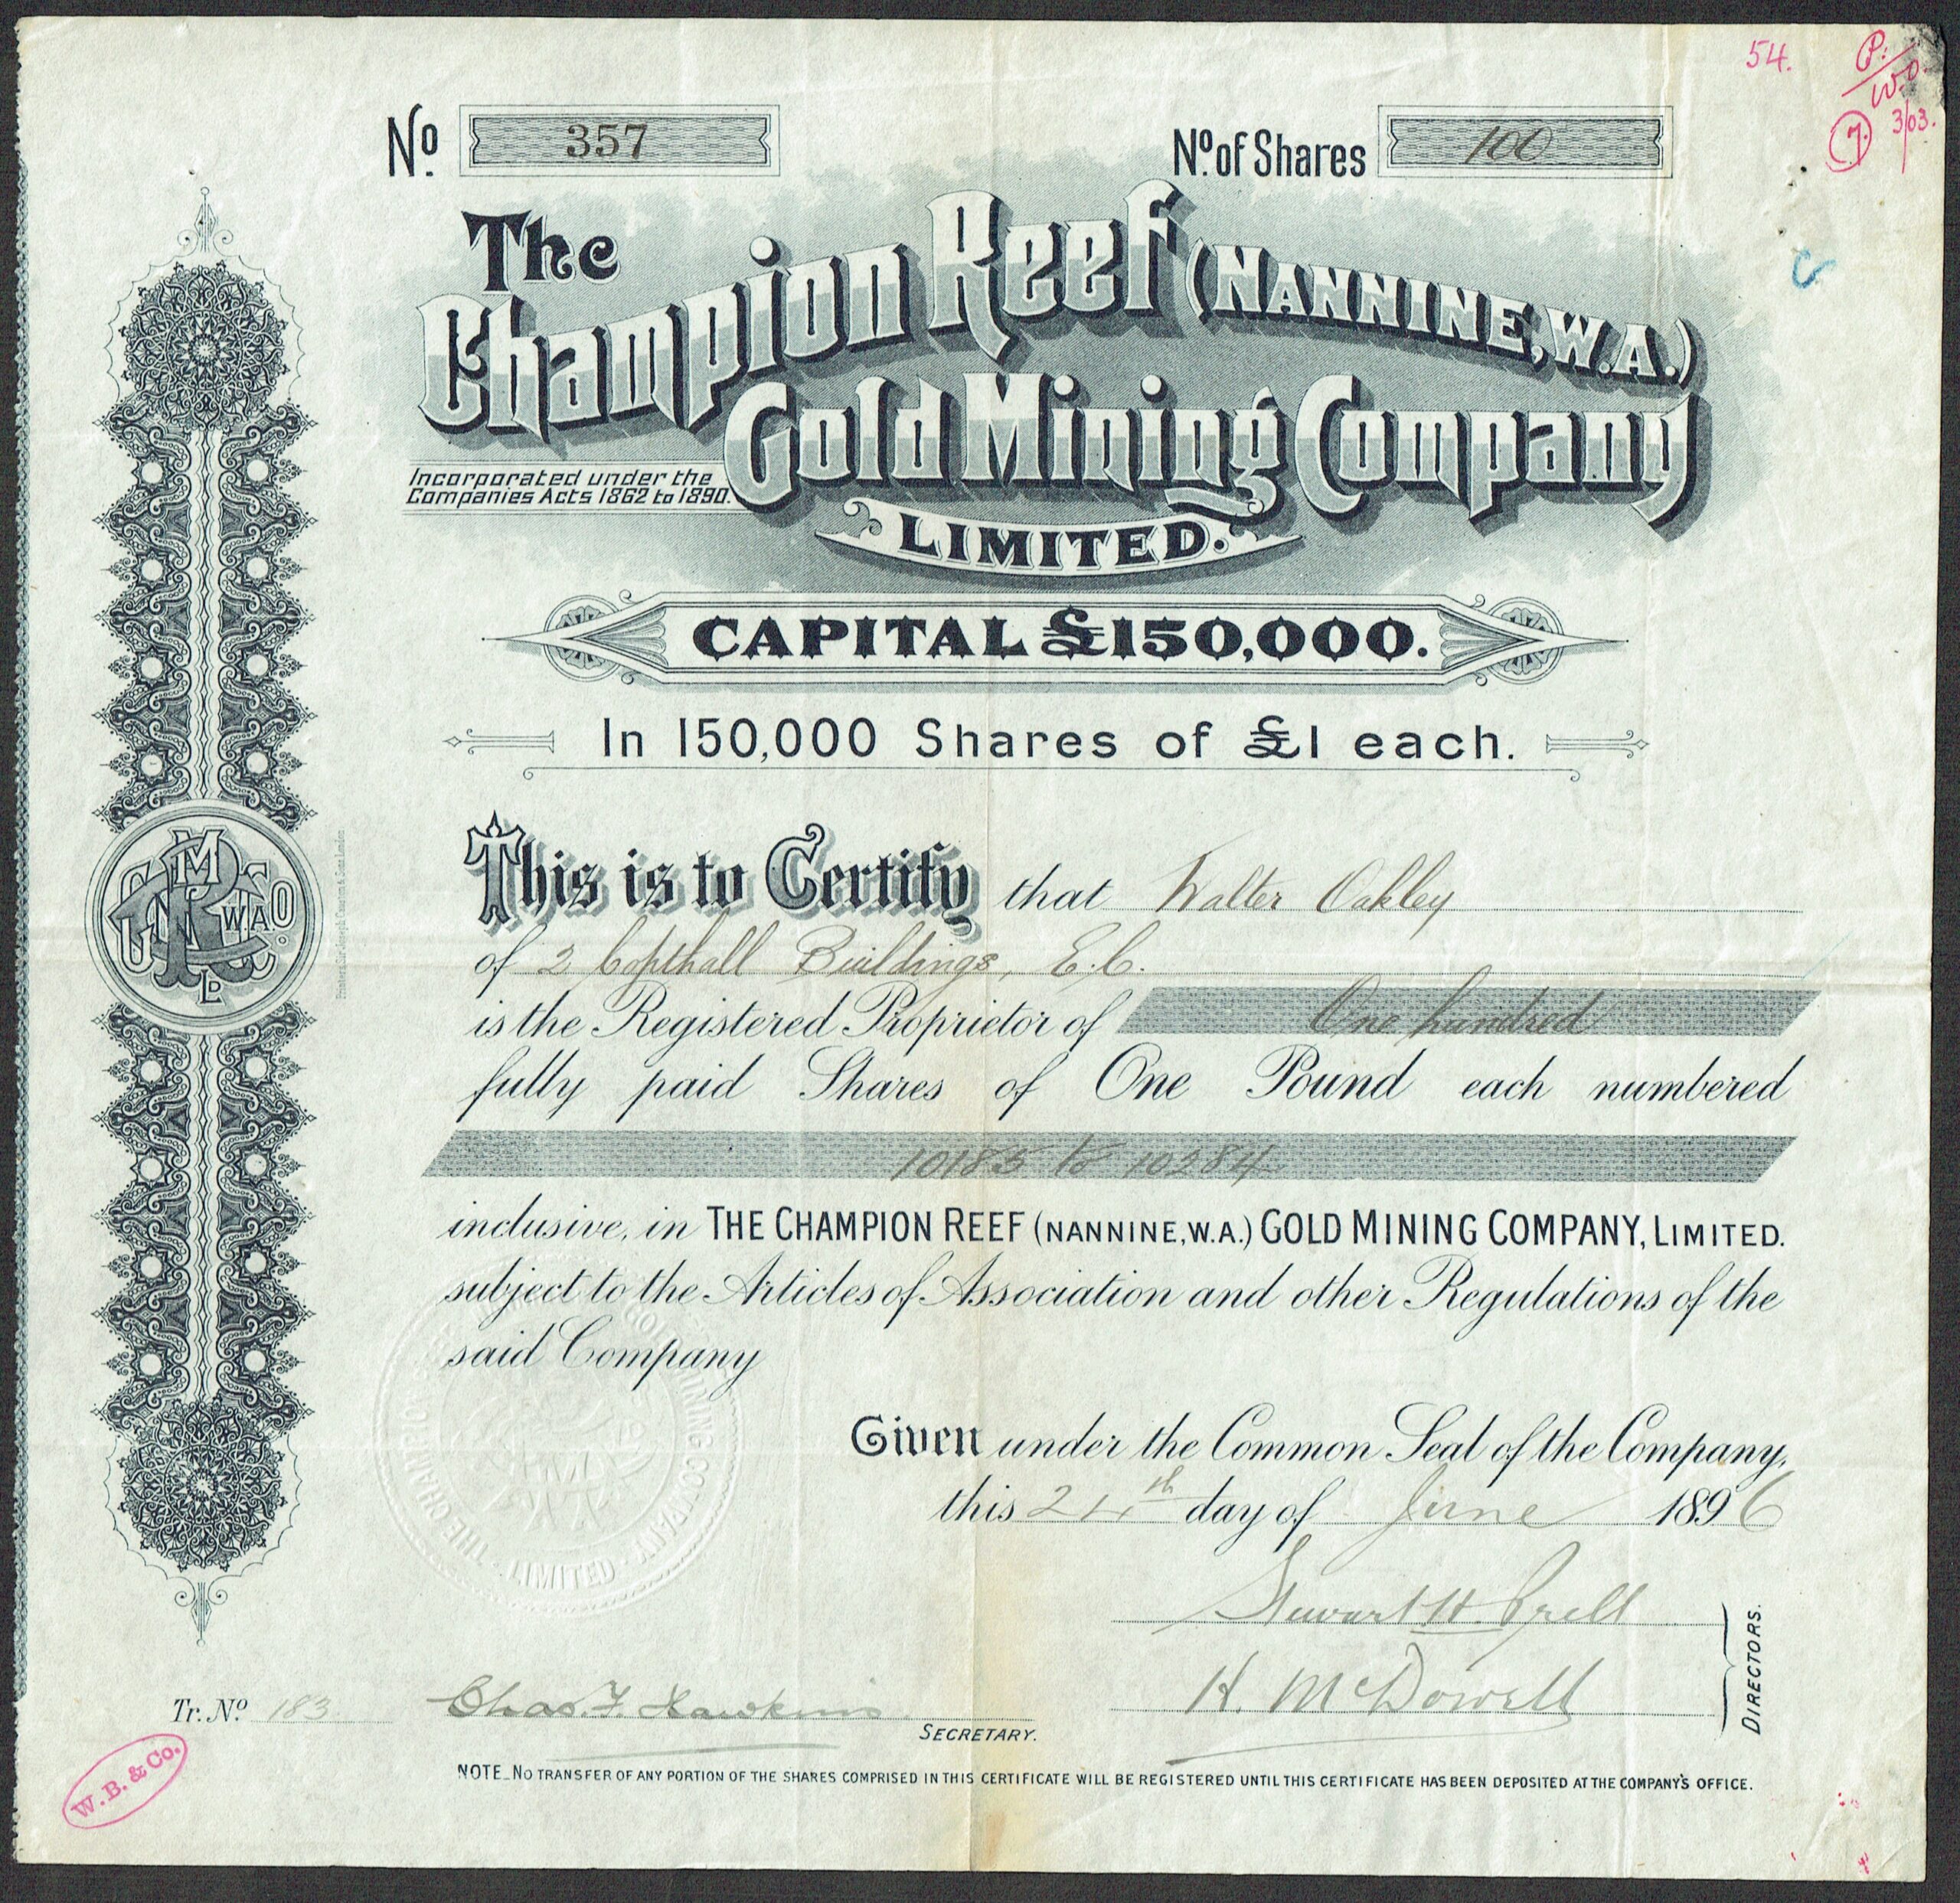 54.
P.
W.O.
7.
3/03.
No. 357
No. of Shares 100
The
Champion Reef (NANNINE, W.A.)
Gold Mining Company
Incorporated under the
Companies Acts 1862 to 1890.
LIMITED.
CAPITAL £150,000.
In 150,000 Shares of £1 each.
This is to Certify that Walter Oakley
of 2 Copthall Buildings, E.C.
is the Registered Proprietor of One hundred
fully paid Shares of One Pound each numbered
10185 to 10284
inclusive, in THE CHAMPION REEF (NANNINE, W.A.) GOLD MINING COMPANY, LIMITED.
subject to the Articles of Association and other Regulations of the
said Company
Given under the Common Seal of the Company,
this 24th day of June 1896
H. McDowell
DIRECTORS.
Tr. No. 183
Chas. F. Hawkins
SECRETARY.
W. B. & Co.
NOTE_NO TRANSFER OF ANY PORTION OF THE SHARES COMPRISED IN THIS CERTIFICATE WILL BE REGISTERED UNTIL THIS CERTIFICATE HAS BEEN DEPOSITED AT THE COMPANY'S OFFICE.